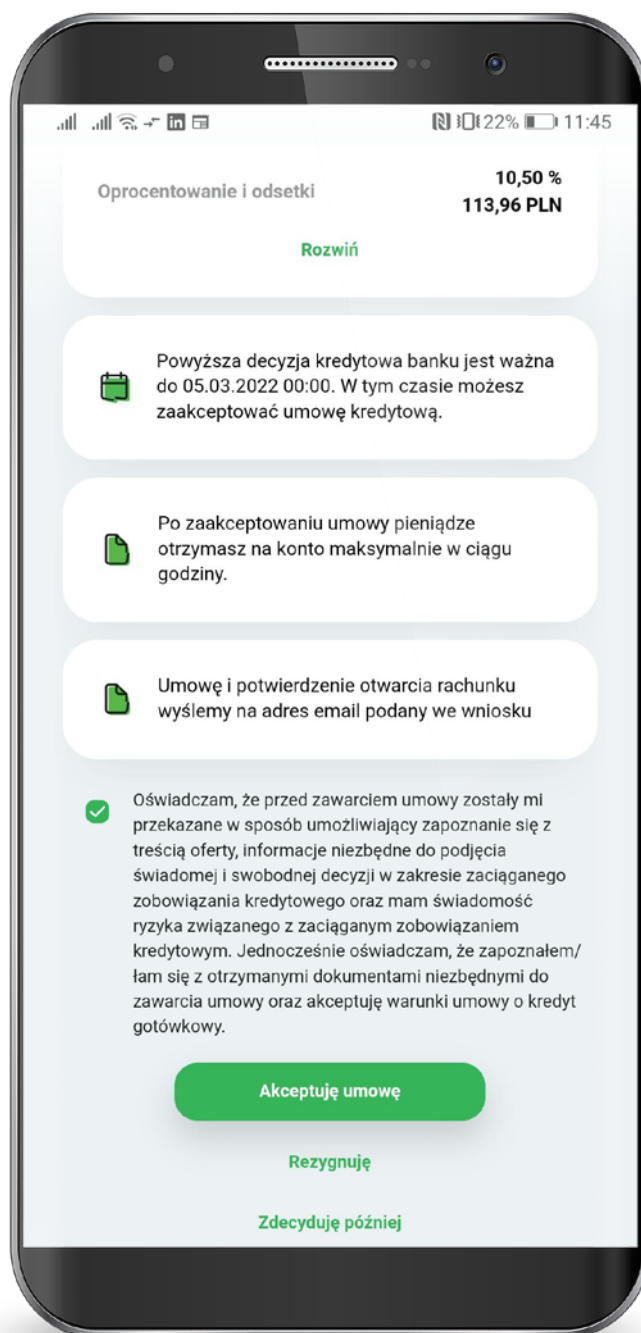 22% 11:45
10,50 %
Oprocentowanie i odsetki
113,96 PLN
Rozwiń
Powyższa decyzja kredytowa banku jest ważna
do 05.03.2022 00:00. W tym czasie możesz
zaakceptować umowę kredytową.
Po zaakceptowaniu umowy pieniądze
otrzymasz na konto maksymalnie w ciągu
godziny.
Umowę i potwierdzenie otwarcia rachunku
wyślemy na adres email podany we wniosku
Oświadczam, że przed zawarciem umowy zostały mi
przekazane w sposób umożliwiający zapoznanie się z
treścią oferty, informacje niezbędne do podjęcia
świadomej i swobodnej decyzji w zakresie zaciąganego
zobowiązania kredytowego oraz mam świadomość
ryzyka związanego z zaciąganym zobowiązaniem
kredytowym. Jednocześnie oświadczam, że zapoznałem/
łam się z otrzymanymi dokumentami niezbędnymi do
zawarcia umowy oraz akceptuję warunki umowy o kredyt
gotówkowy.
Akceptuję umowę
Rezygnuję
Zdecyduję później